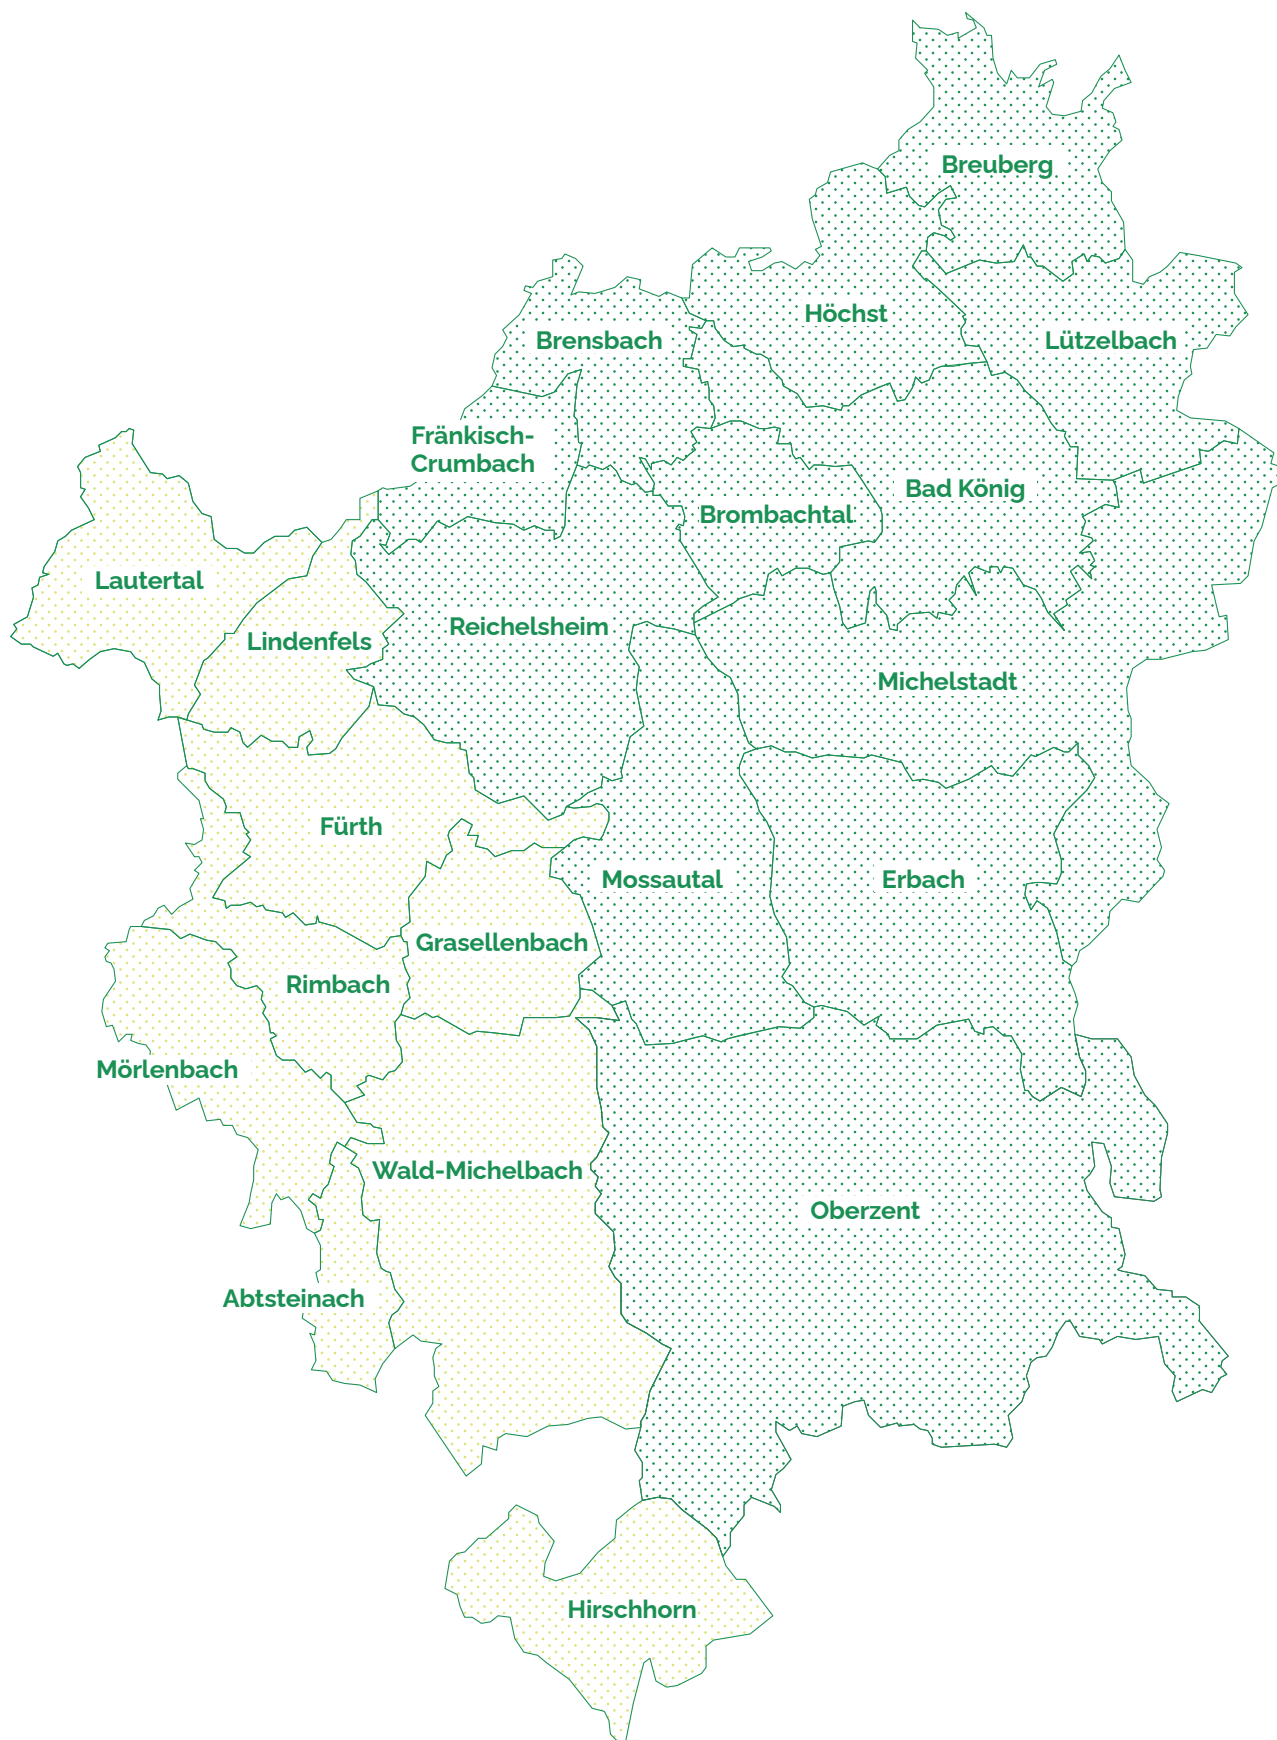 Breuberg
Höchst
Brensbach
Lützelbach
Fränkisch-
Crumbach
Bad König
Brombachtal
Lautertal
Reichelsheim
Lindenfels
Michelstadt
Fürth
Mossautal
Erbach
Grasellenbach
Rimbach
Mörlenbach
Wald-Michelbach
Oberzent
Abtsteinach
Hirschhorn